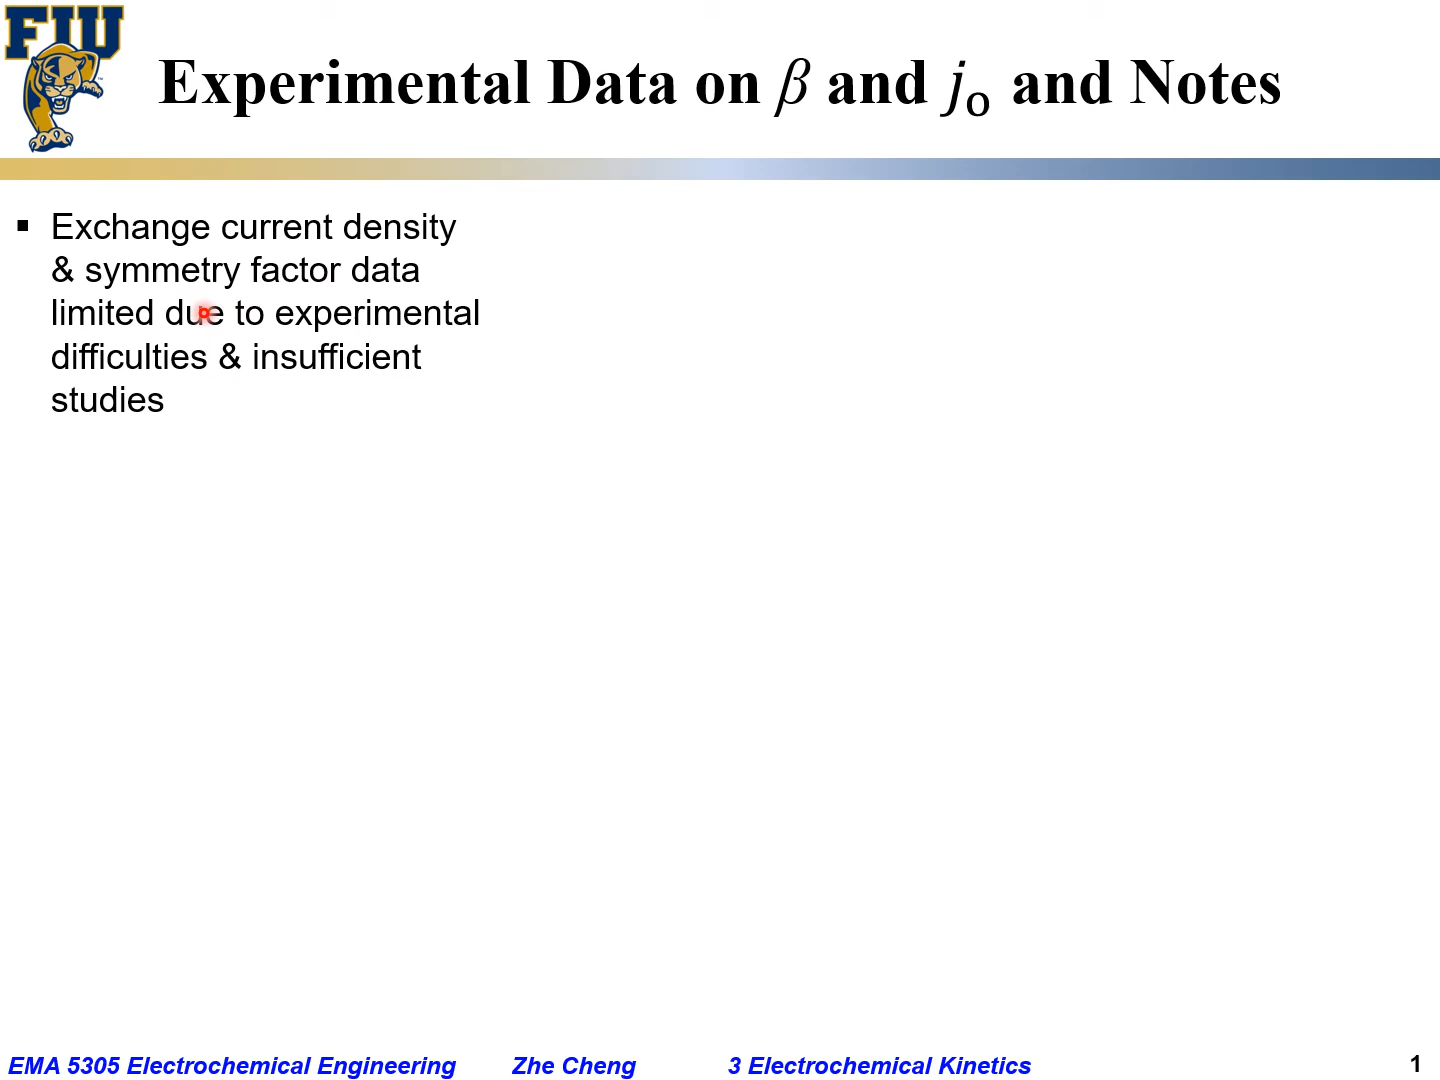 FIU
Experimental Data on β and jo and Notes
▪ Exchange current density
& symmetry factor data
limited due to experimental
difficulties & insufficient
studies
EMA 5305 Electrochemical Engineering Zhe Cheng 3 Electrochemical Kinetics 1